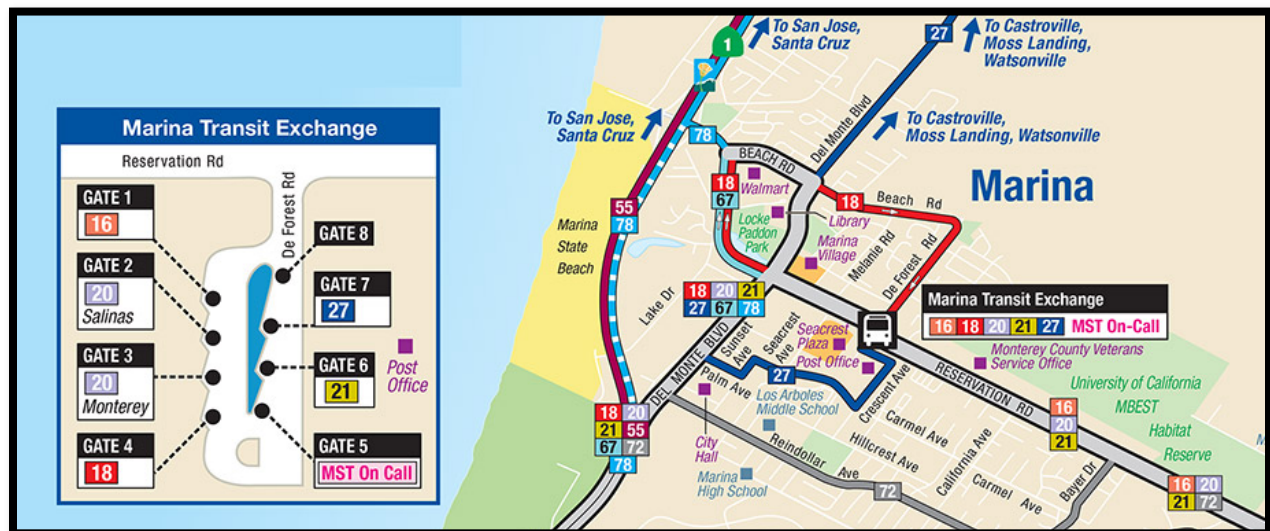 Marina Transit Exchange
Reservation Rd
De Forest Rd
GATE 1
16
GATE 2
20
Salinas
GATE 3
20
Monterey
GATE 4
18
GATE 8
GATE 7
27
GATE 6
21
GATE 5
MST On Call
Post
Office
To San Jose,
Santa Cruz
1
27
To Castroville,
Moss Landing,
Watsonville
To San Jose,
Santa Cruz
78
Del Monte Blvd
To Castroville,
Moss Landing, Watsonville
BEACH RD
Walmart
18
67
Marina
18
Beach Rd
Library
Locke
Paddon
Park
Marina
Village
Melanie Rd
De Forest Rd
55
78
Marina
State
Beach
Lake Dr
18 20 21
27 67 78
Marina Transit Exchange
16 18 20 21 27 MST On-Call
DEL MONTE BLVD
Sunset
Ave
Seacrest
Ave
Seacrest
Plaza
Post Office
Monterey County Veterans
Service Office
RESERVATION RD
Palm Ave
27
Crescent Ave
Los Arboles
Middle School
University of California
MBEST
Habitat
Reserve
16
20
21
18 20
21 55
67 72
78
City
Hall
Reindollar Ave
Carmel Ave
Hillcrest Ave
California Ave
Carmel Ave
Bayer Dr
Marina
High School
72
16 20
21 72
M